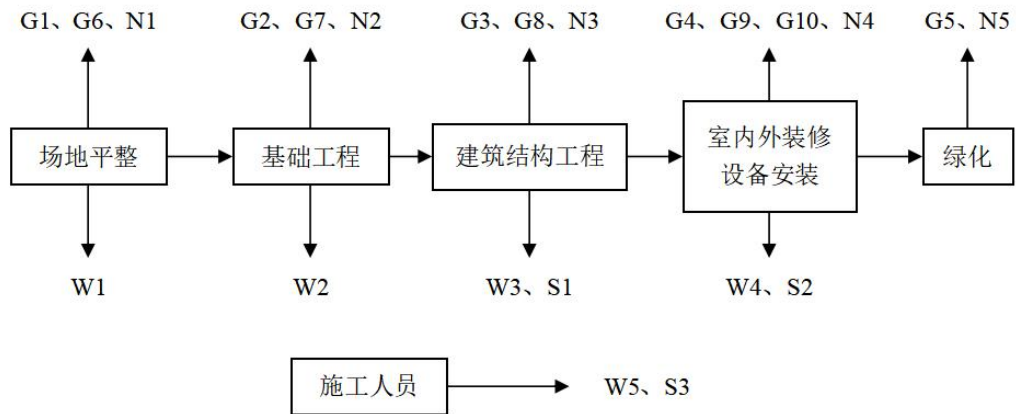 G1、G6、N1
G2、G7、N2
G3、G8、N3
G4、G9、G10、N4
G5、N5
场地平整
基础工程
建筑结构工程
室内外装修
设备安装
绿化
W1
W2
W3、S1
W4、S2
施工人员
W5、S3